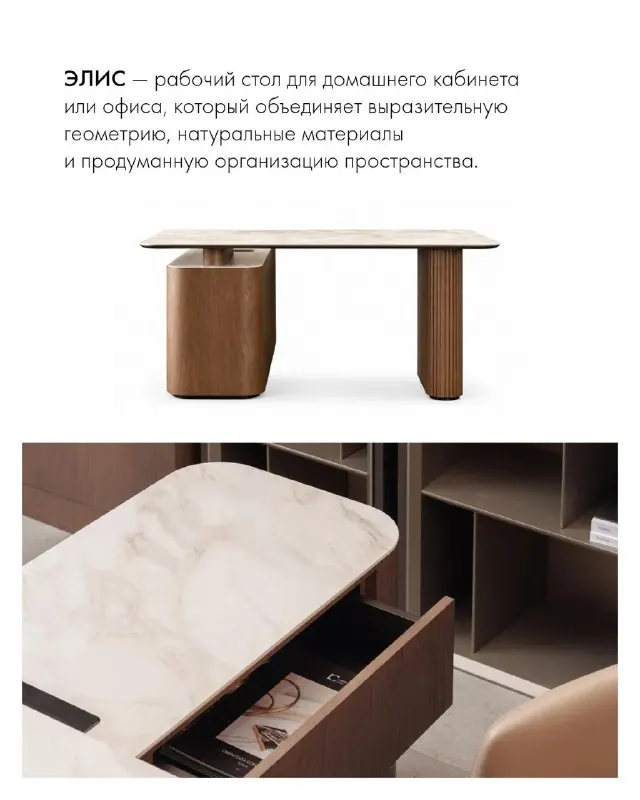 ЭЛИС — рабочий стол для домашнего кабинета
или офиса, который объединяет выразительную
геометрию, натуральные материалы
и продуманную организацию пространства.